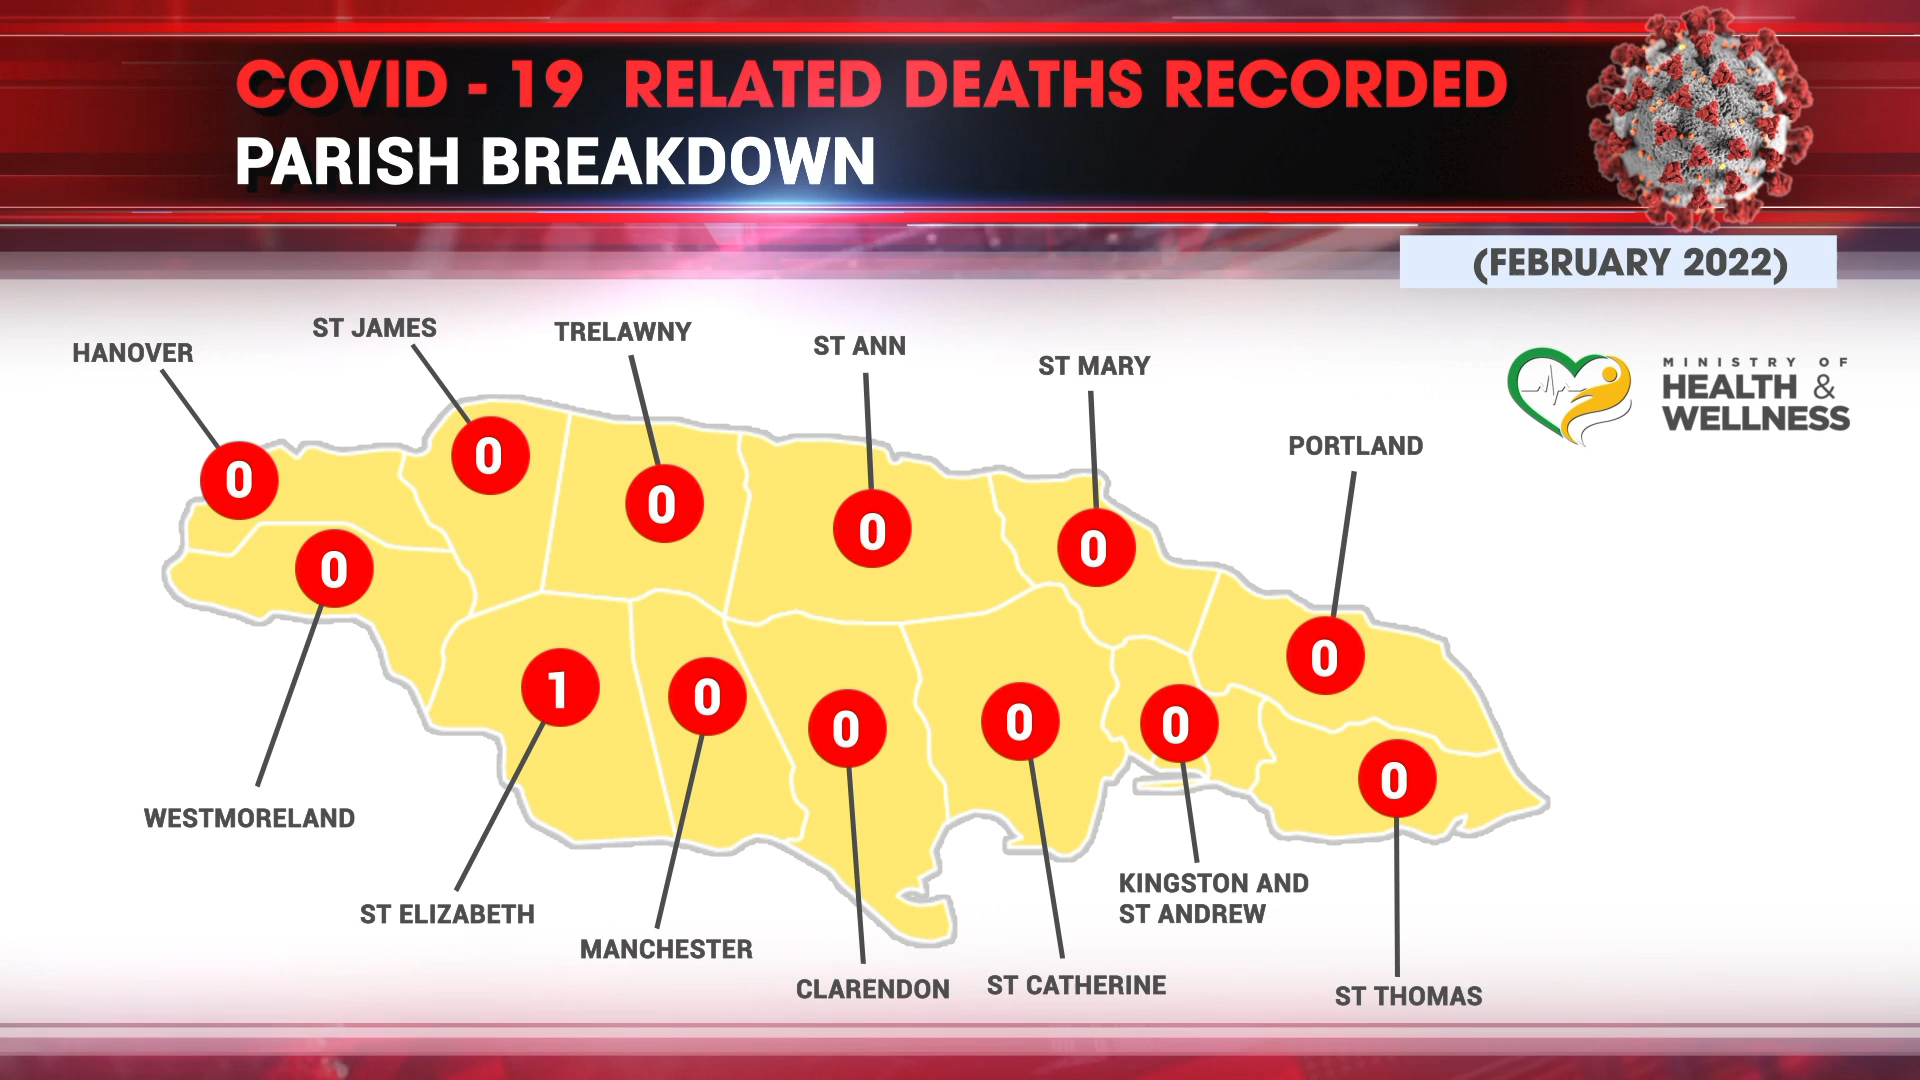 COVID - 19 RELATED DEATHS RECORDED
PARISH BREAKDOWN
(FEBRUARY 2022)
MINISTRY OF
HEALTH &
WELLNESS
HANOVER
ST JAMES
TRELAWNY
ST ANN
ST MARY
PORTLAND
0
0
0
0
0
0
0
1
0
0
0
0
0
WESTMORELAND
ST ELIZABETH
MANCHESTER
CLARENDON
ST CATHERINE
KINGSTON AND
ST ANDREW
ST THOMAS